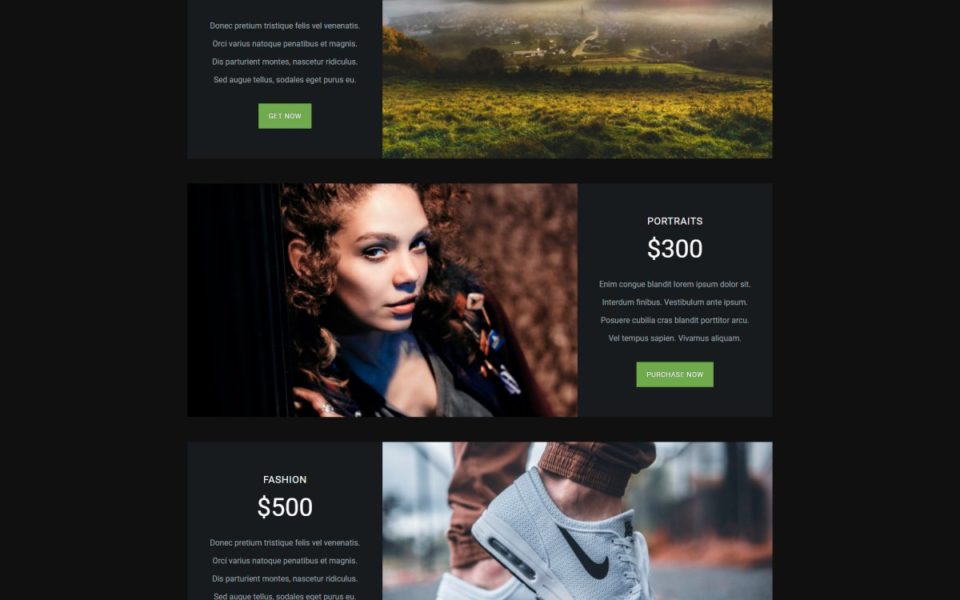 Donec pretium tristique felis vel venenatis.
Orci varius natoque penatibus et magnis.
Dis parturient montes, nascetur ridiculus.
Sed augue tellus, sodales eget purus eu.
GET NOW
PORTRAITS
$300
Enim congue blandit lorem ipsum dolor sit.
Interdum finibus. Vestibulum ante ipsum.
Posuere cubilia cras blandit porttitor arcu.
Vel tempus sapien. Vivamus aliquam.
PURCHASE NOW
FASHION
$500
Donec pretium tristique felis vel venenatis.
Orci varius natoque penatibus et magnis.
Dis parturient montes, nascetur ridiculus.
Sed augue tellus, sodales eget purus eu.